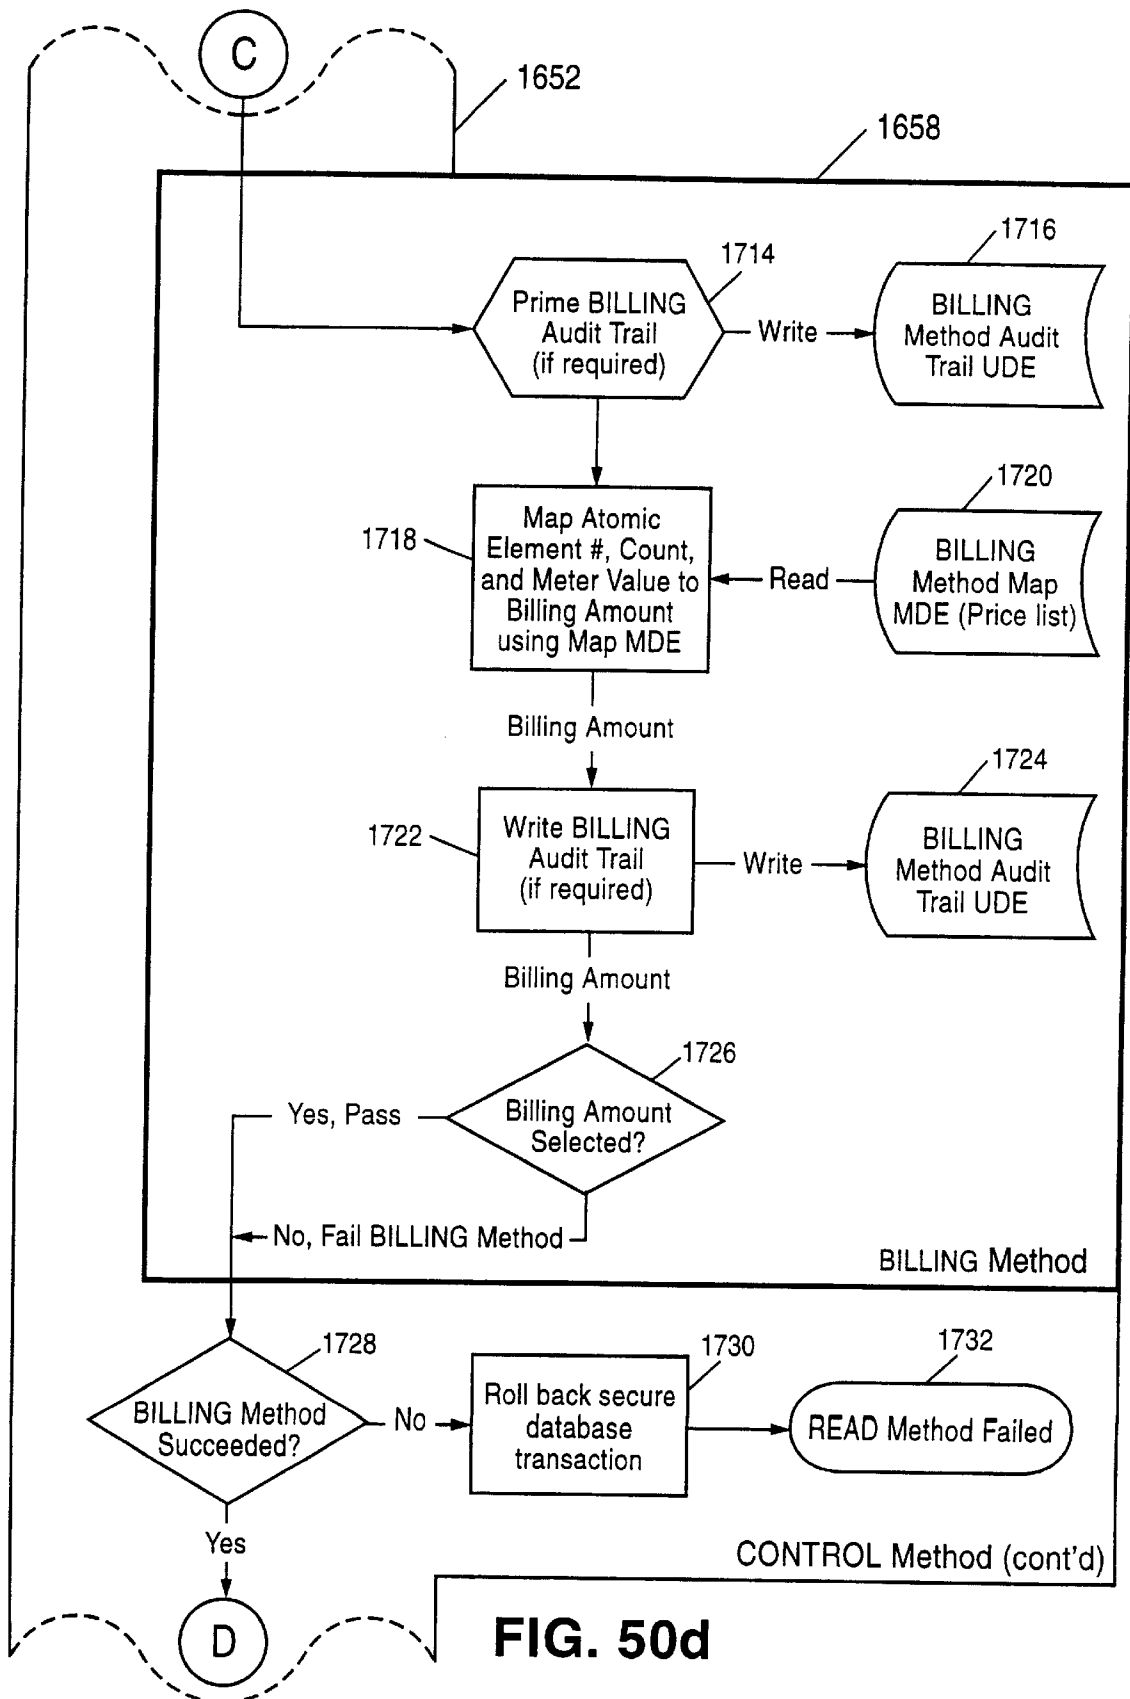 C
1652
1658
1714
1716
Prime BILLING
Audit Trail
(if required)
Write
BILLING
Method Audit
Trail UDE
1718
Map Atomic
Element #, Count,
and Meter Value to
Billing Amount
using Map MDE
Read
1720
BILLING
Method Map
MDE (Price list)
Billing Amount
1722
Write BILLING
Audit Trail
(if required)
Write
1724
BILLING
Method Audit
Trail UDE
Billing Amount
1726
Billing Amount
Selected?
Yes, Pass
No, Fail BILLING Method
BILLING Method
1728
BILLING Method
Succeeded?
No
1730
Roll back secure
database
transaction
1732
READ Method Failed
Yes
CONTROL Method (cont'd)
D
FIG. 50d